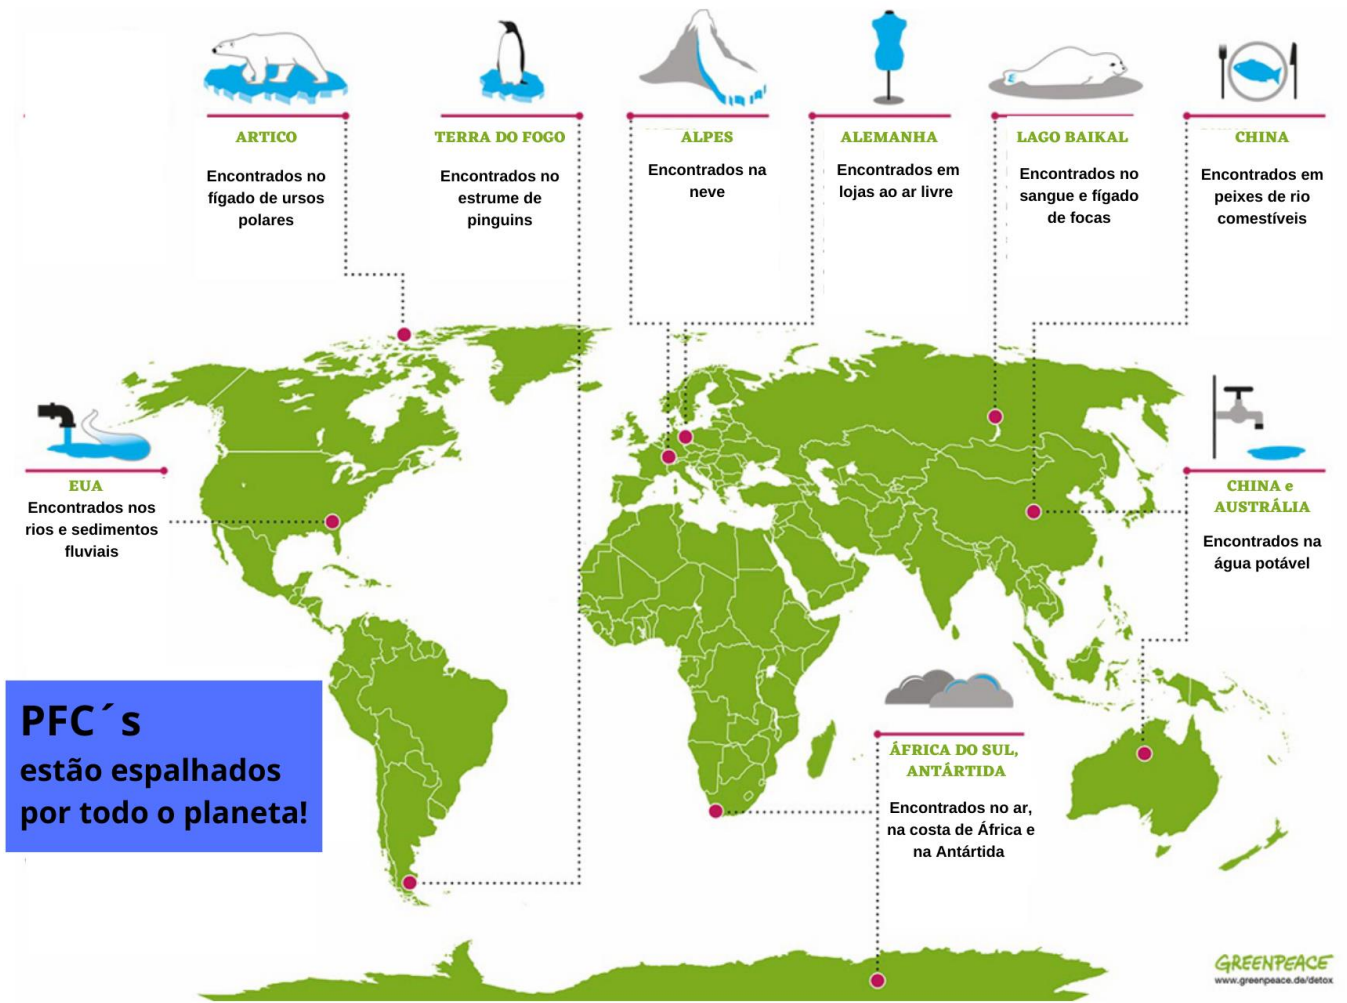 ARTICO
Encontrados no
fígado de ursos
polares
TERRA DO FOGO
Encontrados no
estrume de
pinguins
ALPES
Encontrados na
neve
ALEMANHA
Encontrados em
lojas ao ar livre
LAGO BAIKAL
Encontrados no
sangue e fígado
de focas
CHINA
Encontrados em
peixes de rio
comestíveis
EUA
Encontrados nos
rios e sedimentos
fluviais
CHINA e
AUSTRÁLIA
Encontrados na
água potável
PFC´s
estão espalhados
por todo o planeta!
ÁFRICA DO SUL,
ANTÁRTIDA
Encontrados no ar,
na costa de África e
na Antártida
GREENPEACE
www.greenpeace.de/detox